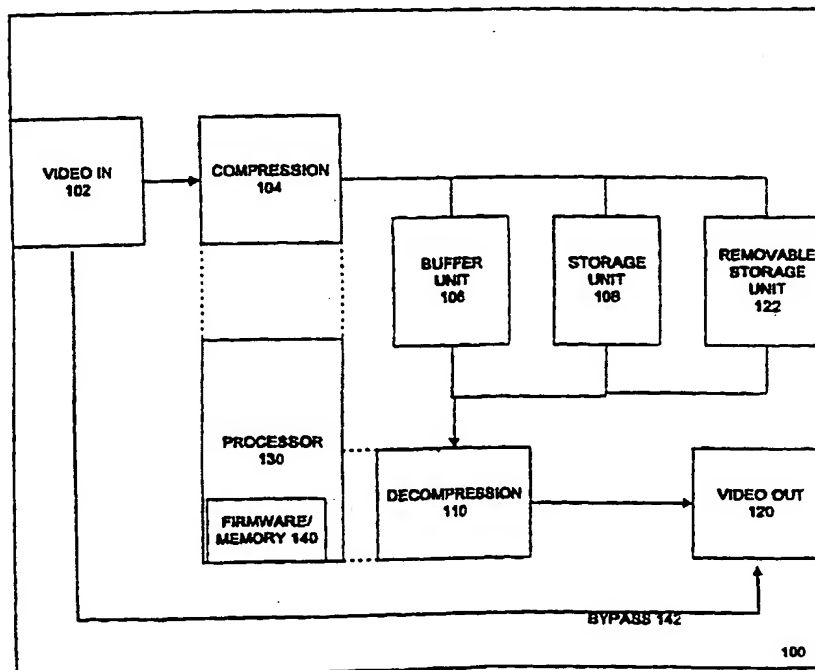 VIDEO IN
102
COMPRESSION
104
BUFFER
UNIT
106
STORAGE
UNIT
108
REMOVABLE
STORAGE
UNIT
122
PROCESSOR
130
FIRMWARE/
MEMORY 140
DECOMPRESSION
110
VIDEO OUT
120
BYPASS 142
100